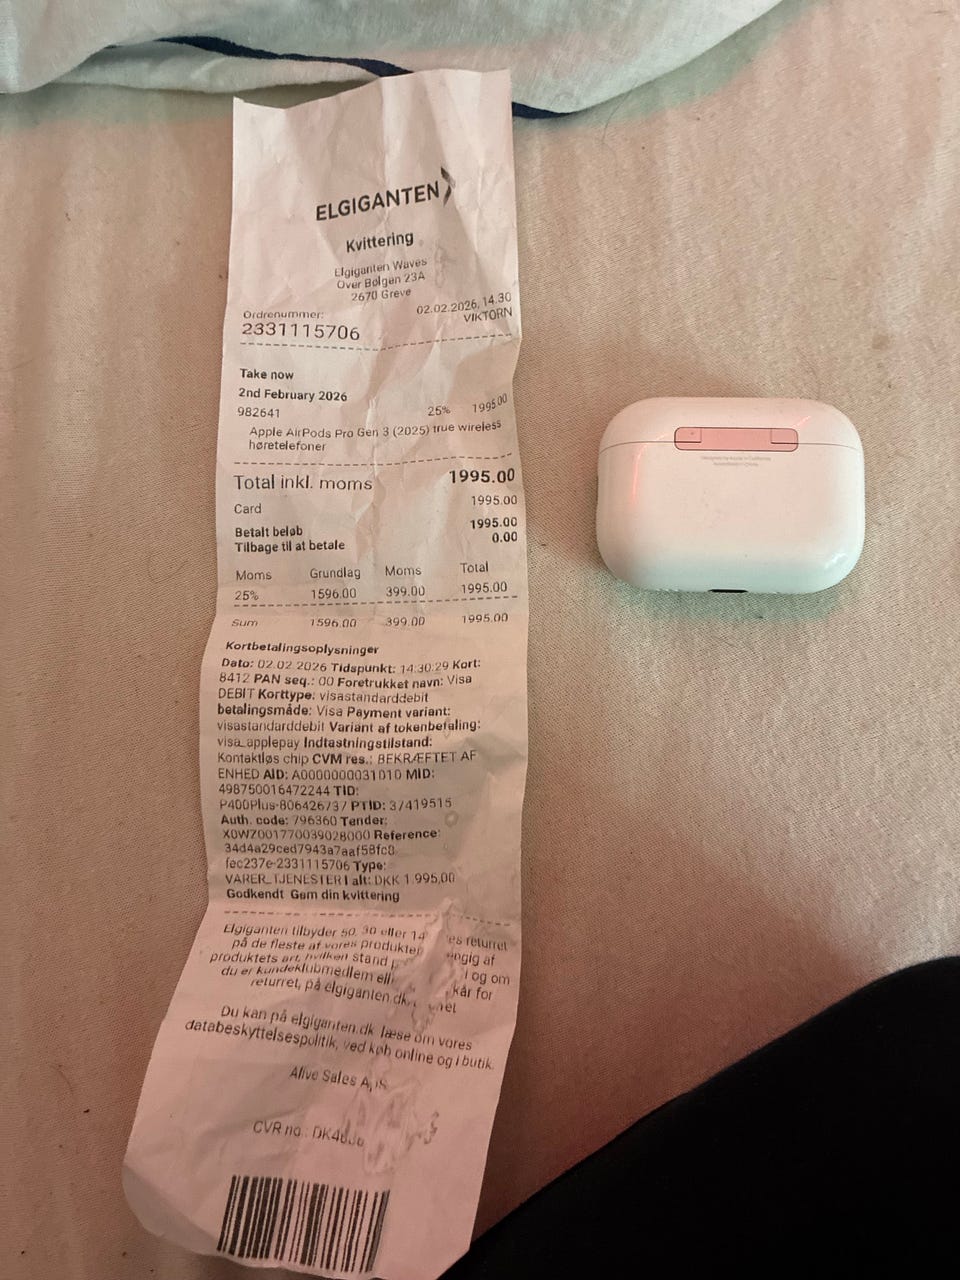 ELGIGANTEN
Kvittering
Elgiganten Waves
Over Bølgen 23A
2670 Greve
Ordrenummer: 02.02.2026, 14.30
2331115706 VIKTORN
Take now
2nd February 2026
982641 25% 1995.00
Apple AirPods Pro Gen 3 (2025) true wireless
høretelefoner
Total inkl. moms 1995.00
Card 1995.00
Betalt beløb 1995.00
Tilbage til at betale 0.00
Moms Grundlag Moms Total
25% 1596.00 399.00 1995.00
Sum 1596.00 399.00 1995.00
Kortbetalingsoplysninger
Dato: 02.02.2026 Tidspunkt: 14:30:29 Kort:
8412 PAN seq.: 00 Foretrukket navn: Visa
DEBIT Korttype: visastandarddebit
betalingsmåde: Visa Payment variant:
visastandarddebit Variant af tokenbetaling:
visa_applepay Indtastningstilstand:
Kontaktløs chip CVM res.: BEKRÆFTET AF
ENHED AID: A0000000031010 MID:
498750016472244 TID:
P400Plus-806426737 PTID: 37419515
Auth. code: 796360 Tender:
X0WZ001770039028000 Reference:
34d4a29ced7943a7aaf58fc8
fec237e-2331115706 Type:
VARER_TJENESTER I alt: DKK 1.995,00
Godkendt Gem din kvittering
Elgiganten tilbyder 50, 30 eller 14 returret
på de fleste af vores produkter
produktets art, hvilken stand og om
du er kundeklubmedlem
returret, på elgiganten.dk
Du kan på elgiganten.dk læse om vores
databeskyttelsespolitik, ved køb online og i butik.
Alive Sales ApS
CVR no.:
Designed by Apple in California